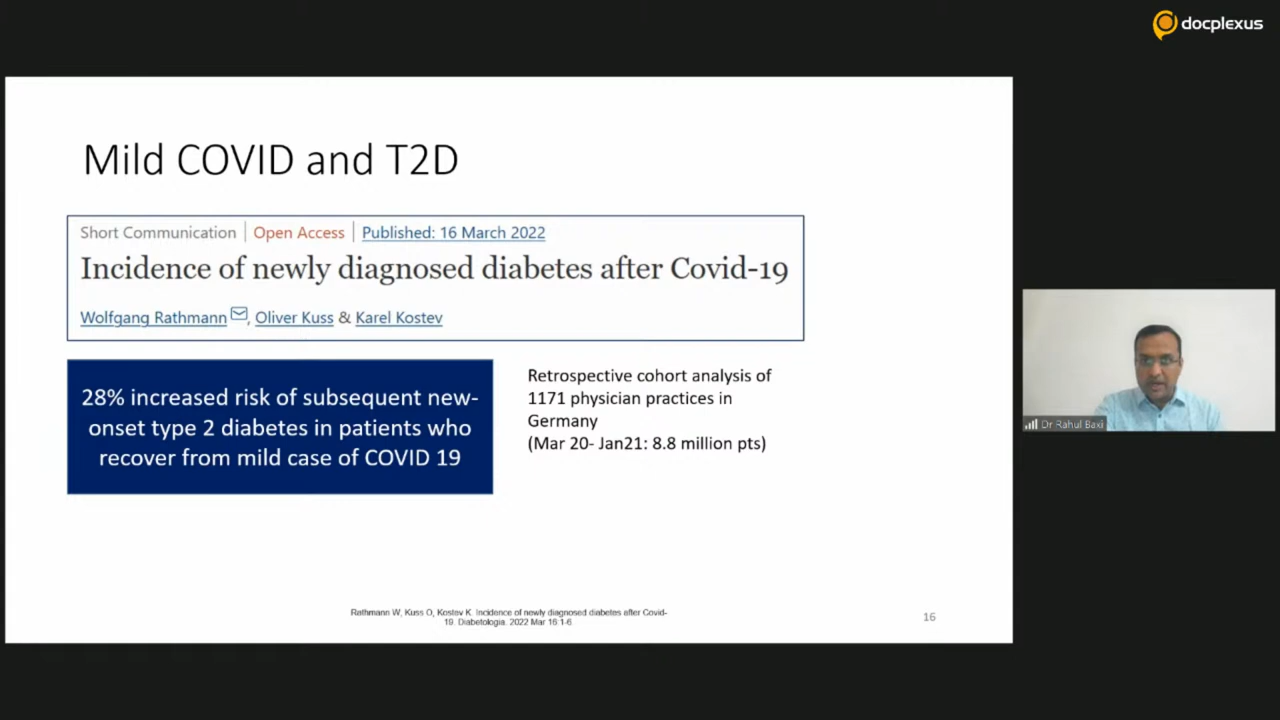 docplexus
Mild COVID and T2D
Short Communication | Open Access | Published: 16 March 2022
Incidence of newly diagnosed diabetes after Covid-19
Wolfgang Rathmann, Oliver Kuss & Karel Kostev
28% increased risk of subsequent new-
onset type 2 diabetes in patients who
recover from mild case of COVID 19
Retrospective cohort analysis of
1171 physician practices in
Germany
(Mar 20- Jan21: 8.8 million pts)
Dr Rahul Baxi
Rathmann W, Kuss O, Kostev K. Incidence of newly diagnosed diabetes after Covid-
19. Diabetologia. 2022 Mar 16:1-6
16